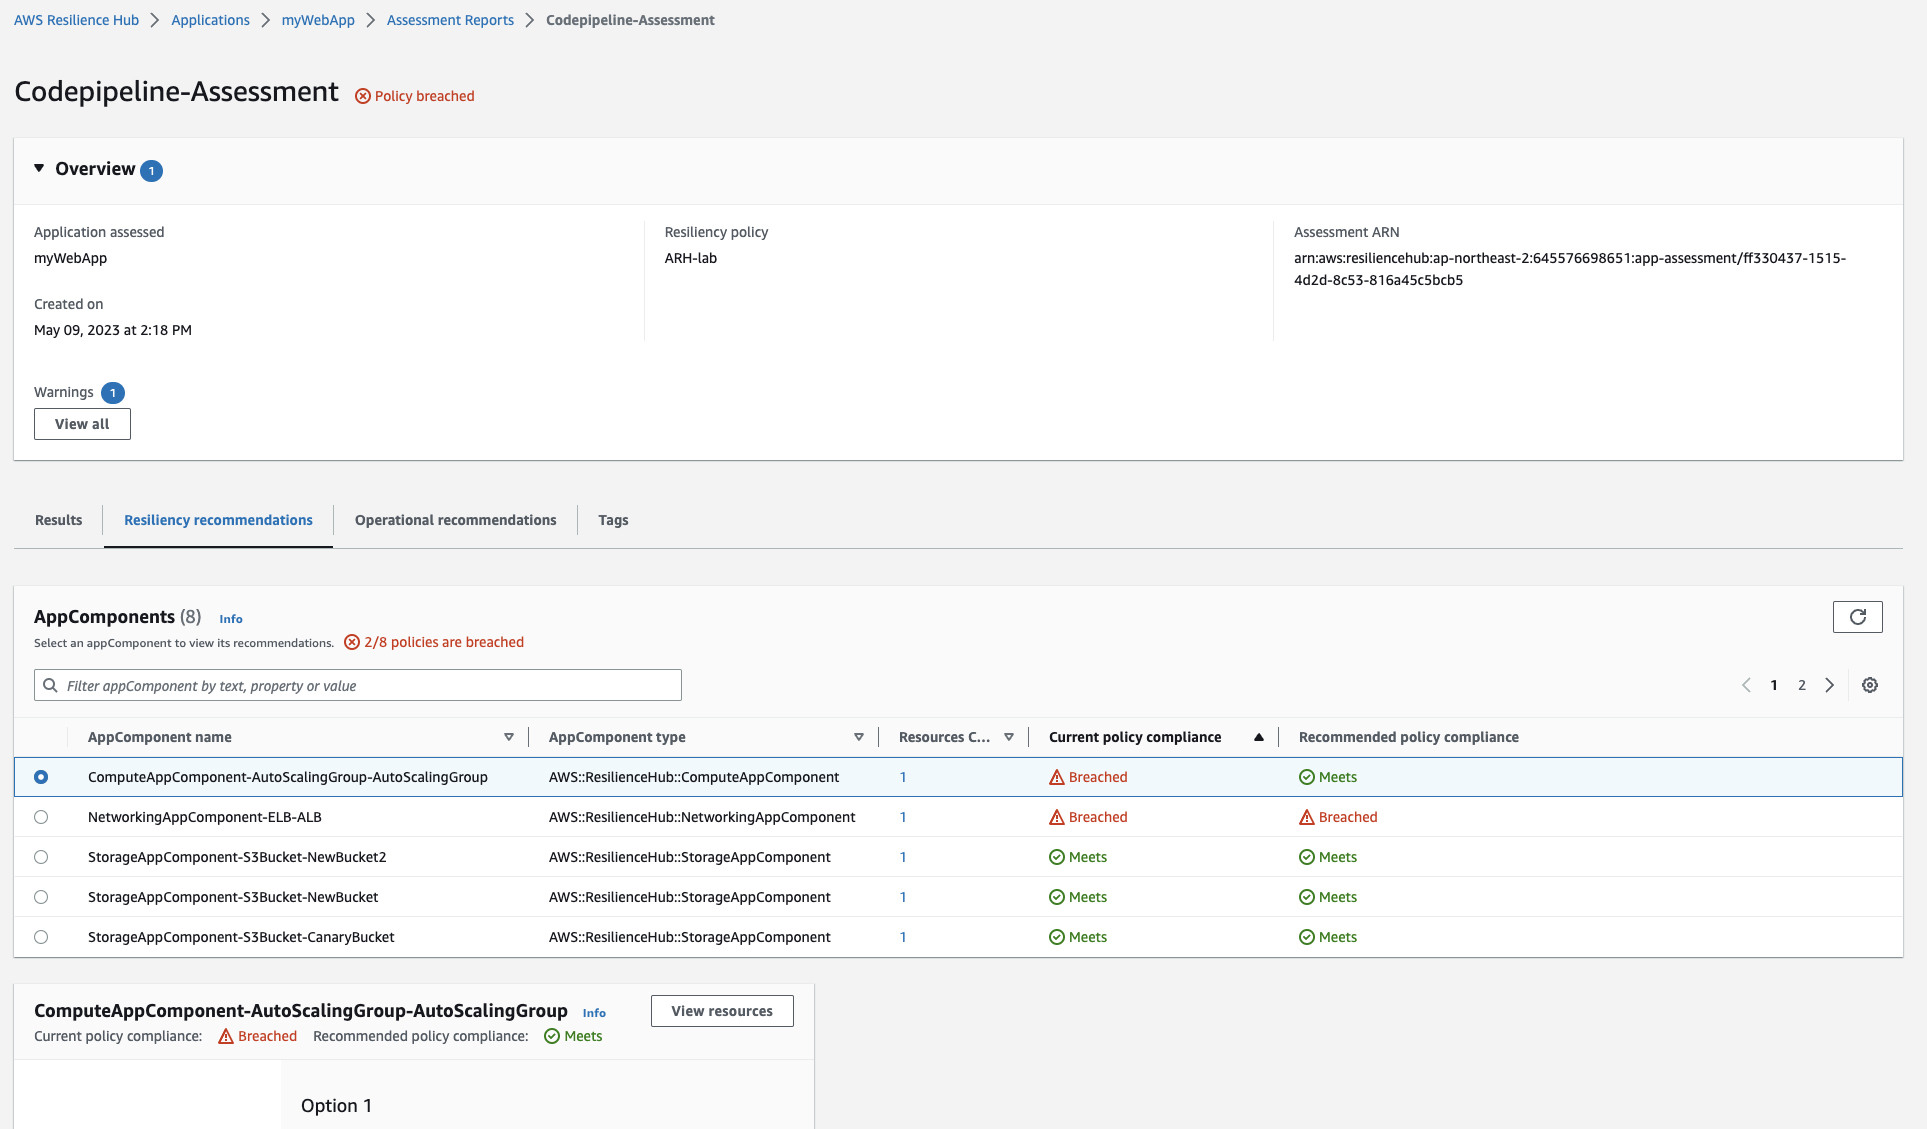 AWS Resilience Hub > Applications > myWebApp > Assessment Reports > Codepipeline-Assessment
Codepipeline-Assessment Policy breached
Overview 1
Application assessed
myWebApp
Created on
May 09, 2023 at 2:18 PM
Resiliency policy
ARH-lab
Assessment ARN
arn:aws:resiliencehub:ap-northeast-2:645576698651:app-assessment/ff330437-1515-
4d2d-8c53-816a45c5bcb5
Warnings 1
View all
Results Resiliency recommendations Operational recommendations Tags
AppComponents (8) Info
Select an appComponent to view its recommendations. 2/8 policies are breached
Filter appComponent by text, property or value
1 2
AppComponent name AppComponent type Resources C... Current policy compliance Recommended policy compliance
ComputeAppComponent-AutoScalingGroup-AutoScalingGroup AWS::ResilienceHub::ComputeAppComponent 1 Breached Meets
NetworkingAppComponent-ELB-ALB AWS::ResilienceHub::NetworkingAppComponent 1 Breached Breached
StorageAppComponent-S3Bucket-NewBucket2 AWS::ResilienceHub::StorageAppComponent 1 Meets Meets
StorageAppComponent-S3Bucket-NewBucket AWS::ResilienceHub::StorageAppComponent 1 Meets Meets
StorageAppComponent-S3Bucket-CanaryBucket AWS::ResilienceHub::StorageAppComponent 1 Meets Meets
ComputeAppComponent-AutoScalingGroup-AutoScalingGroup Info View resources
Current policy compliance: Breached Recommended policy compliance: Meets
Option 1